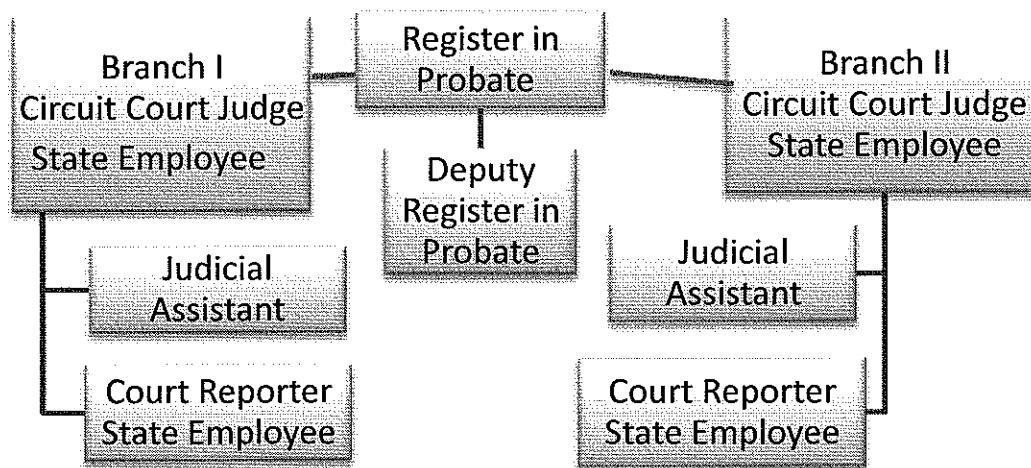 Branch I
Circuit Court Judge
State Employee
Register in
Probate
Branch II
Circuit Court Judge
State Employee
Deputy
Register in
Probate
Judicial
Assistant
Judicial
Assistant
Court Reporter
State Employee
Court Reporter
State Employee